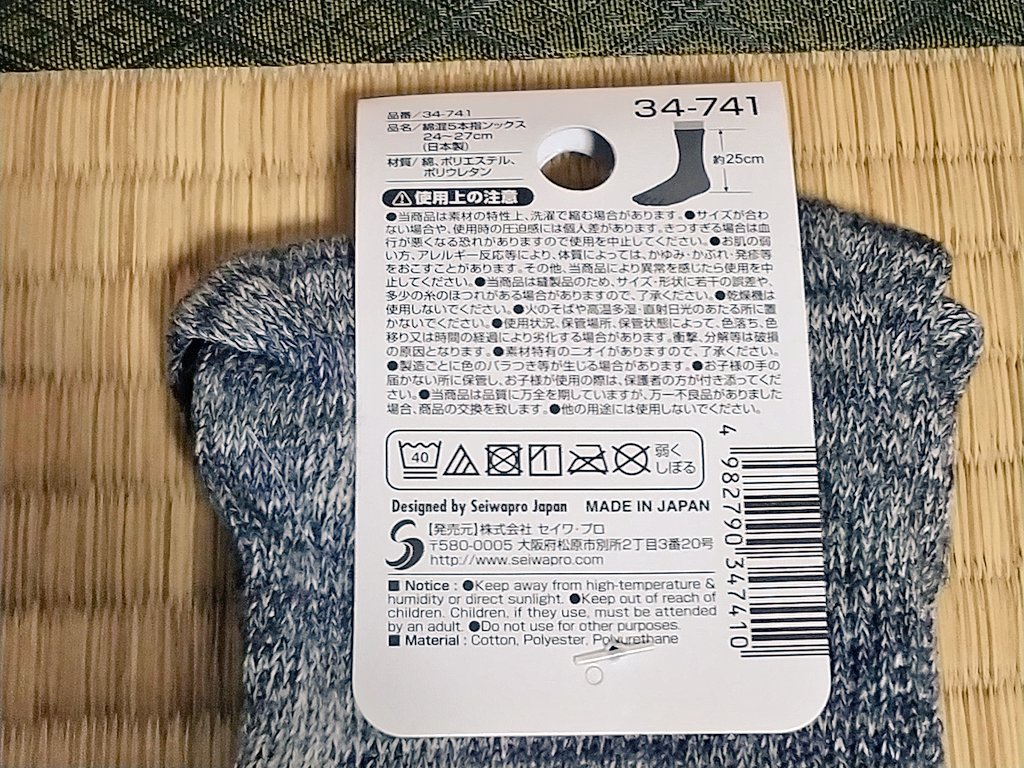 品番／34-741
品名／綿混5本指ソックス
24〜27cm
(日本製)
材質／綿、ポリエステル、
ポリウレタン
34-741
約25cm
⚠使用上の注意
●当商品は素材の特性上、洗濯で縮む場合があります。●サイズが合わ
ない場合や、使用時の圧迫感には個人差があります。きつすぎる場合は血
行が悪くなる恐れがありますので使用を中止してください。●お肌の弱
い方、アレルギー反応等により、体質によっては、かゆみ・かぶれ・発疹等
をおこすことがあります。その他、当商品により異常を感じたら使用を中
止してください。●当商品は縫製品のため、サイズ・形状に若干の誤差や、
多少の糸のほつれがある場合がありますので、ご了承ください。●乾燥機は
使用しないでください。●火のそばや高温多湿・直射日光のあたる所に置
かないでください。●使用状況、保管場所、保管状態によって、色落ち、色
移り又は時間の経過により劣化する場合があります。衝撃、分解等は破損
の原因となります。●素材特有のニオイがありますので、ご了承ください。
●製造ごとに色のバラつき等が生じる場合があります。●お子様の手の
届かない所に保管し、お子様が使用の際は、保護者の方が付き添ってくだ
さい。●当商品は品質に万全を期していますが、万一不良品がありました
場合、商品の交換を致します。●他の用途には使用しないでください。
40
弱く
しぼる
Designed by Seiwapro Japan MADE IN JAPAN
【発売元】株式会社 セイワ・プロ
〒580-0005 大阪府松原市別所2丁目3番20号
http://www.seiwapro.com
■ Notice : ●Keep away from high-temperature &
humidity or direct sunlight. ●Keep out of reach of
children. Children, if they use, must be attended
by an adult. ●Do not use for other purposes.
■ Material : Cotton, Polyester, Polyurethane
4 982790 347410